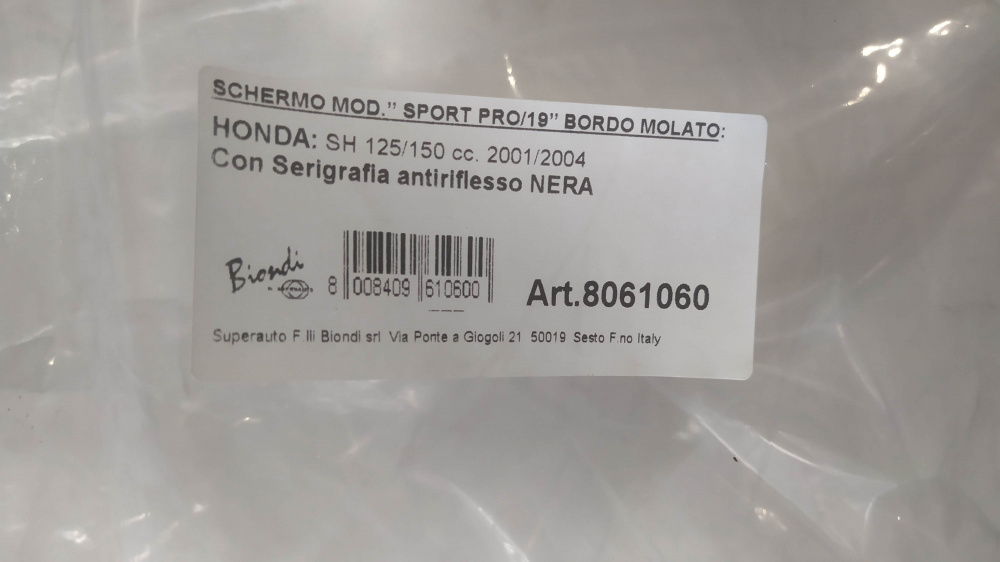 SCHERMO MOD." SPORT PRO/19" BORDO MOLATO:
HONDA: SH 125/150 cc. 2001/2004
Con Serigrafia antiriflesso NERA
Biondi
8 008409 610600
Art.8061060
Superauto F.lli Biondi srl Via Ponte a Giogoli 21 50019 Sesto F.no Italy